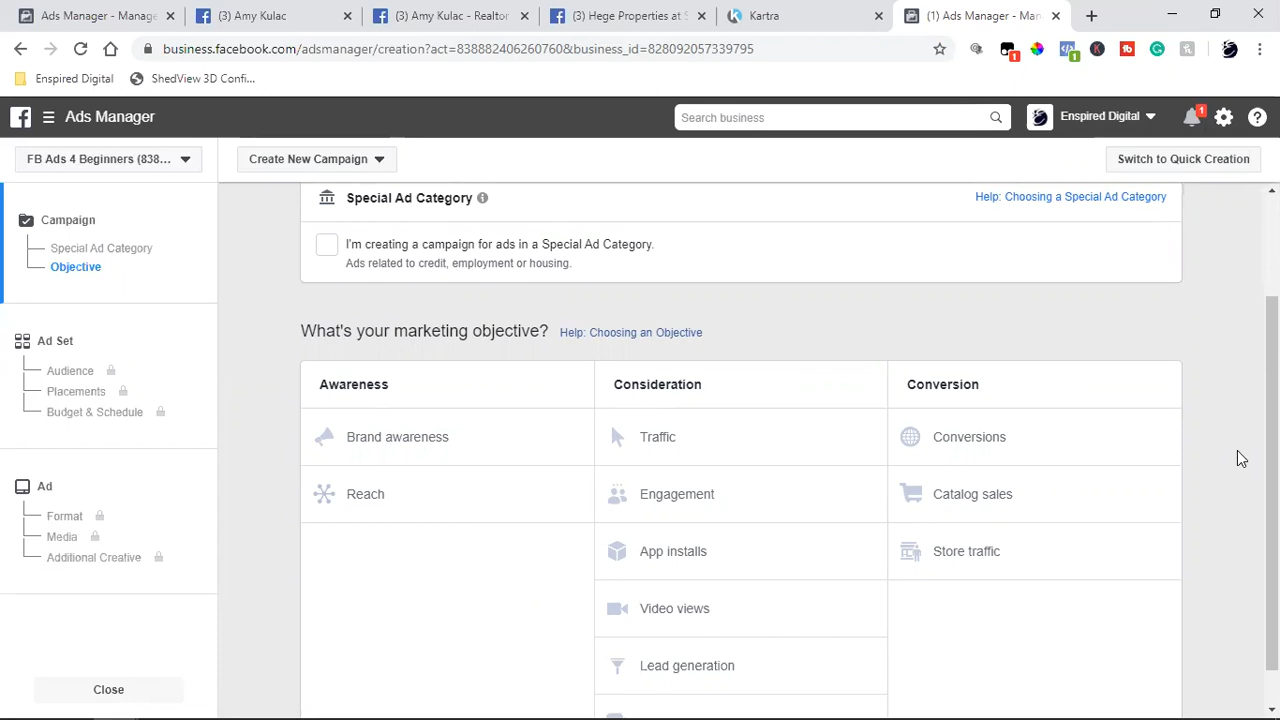 Ads Manager - Manage
(3) Amy Kulac
(3) Amy Kulac - Realtor
(3) Hege Properties at S
Kartra
(1) Ads Manager - Man
business.facebook.com/adsmanager/creation?act=838882406260760&business_id=828092057339795
1
1
Enspired Digital
ShedView 3D Confi...
Ads Manager
Search business
Enspired Digital
1
FB Ads 4 Beginners (838...
Create New Campaign
Switch to Quick Creation
Campaign
Special Ad Category
Objective
Ad Set
Audience
Placements
Budget & Schedule
Ad
Format
Media
Additional Creative
Close
Special Ad Category
Help: Choosing a Special Ad Category
I'm creating a campaign for ads in a Special Ad Category.
Ads related to credit, employment or housing.
What's your marketing objective?
Help: Choosing an Objective
Awareness
Consideration
Conversion
Brand awareness
Traffic
Conversions
Reach
Engagement
Catalog sales
App installs
Store traffic
Video views
Lead generation